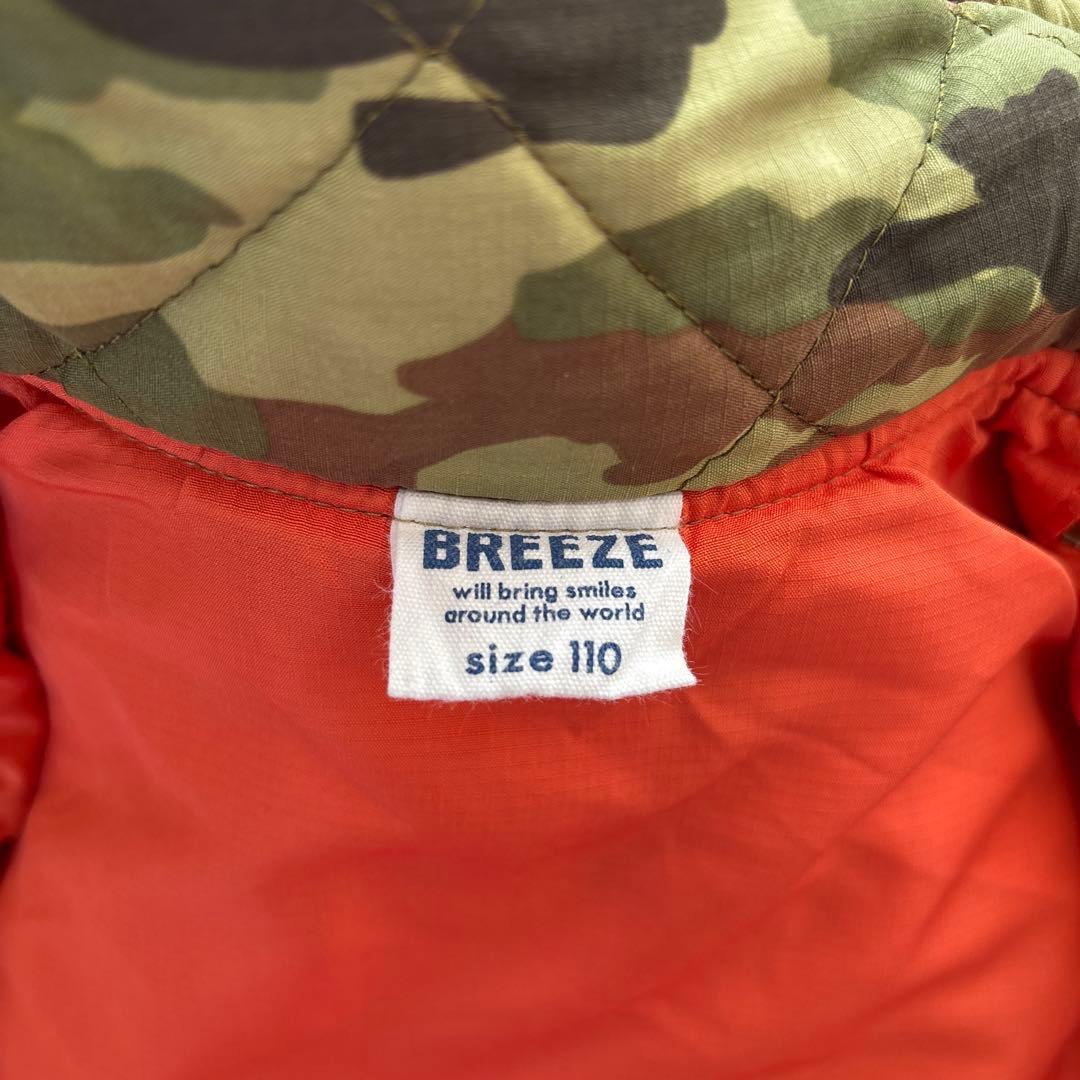 BREEZE
will bring smiles
around the world
size 110